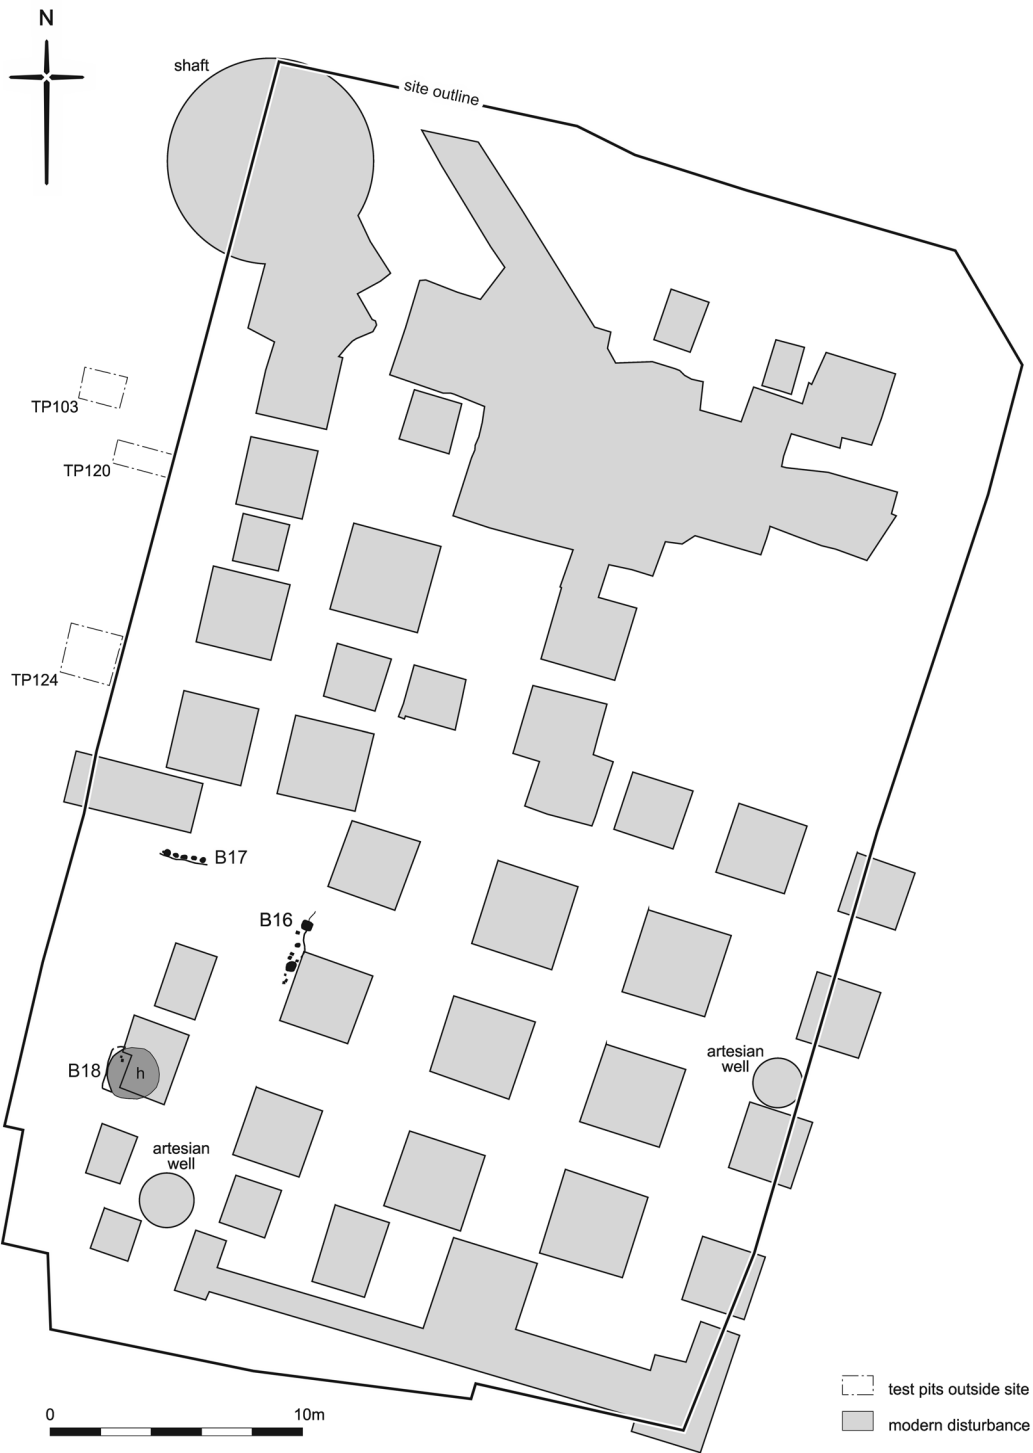 N
shaft
site outline
TP103
TP120
TP124
B17
B16
artesian
well
B18
h
artesian
well
test pits outside site
modern disturbance
0
10m